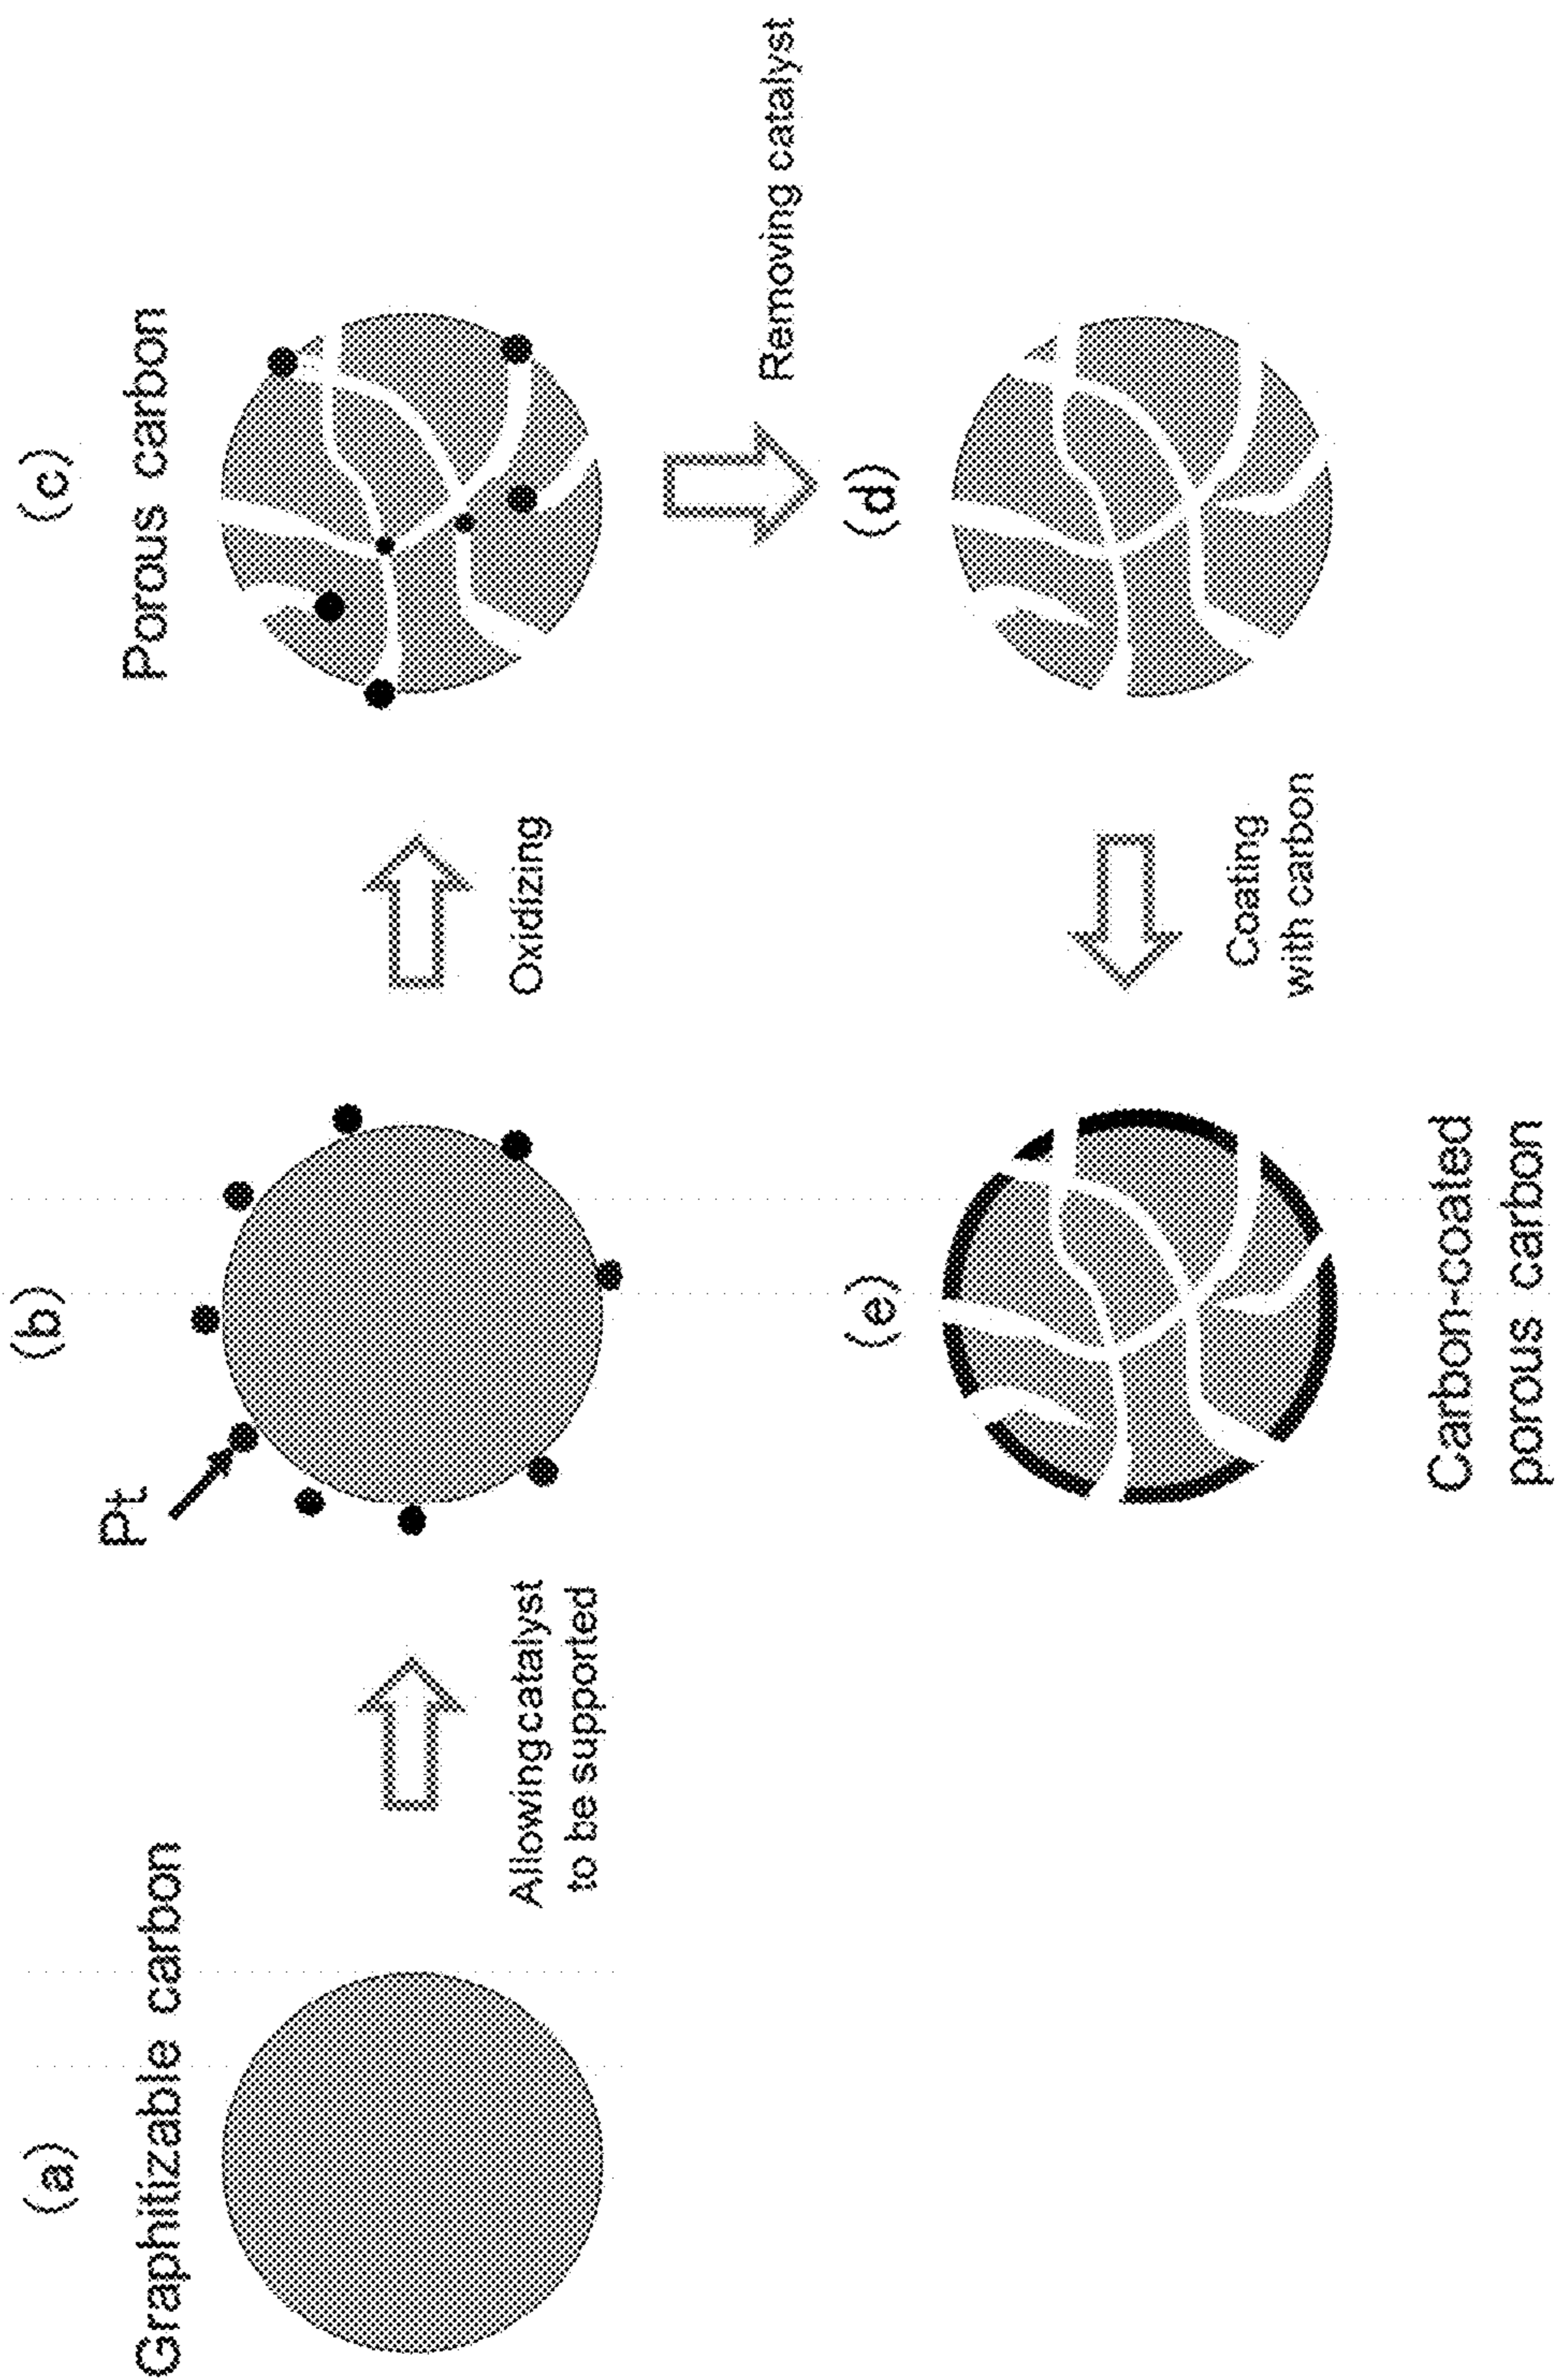 (a)
Graphitizable carbon
Allowing catalyst
to be supported
(b)
Pt
Oxidizing
(c)
Porous carbon
Removing catalyst
(d)
Coating
with carbon
(e)
Carbon-coated
porous carbon